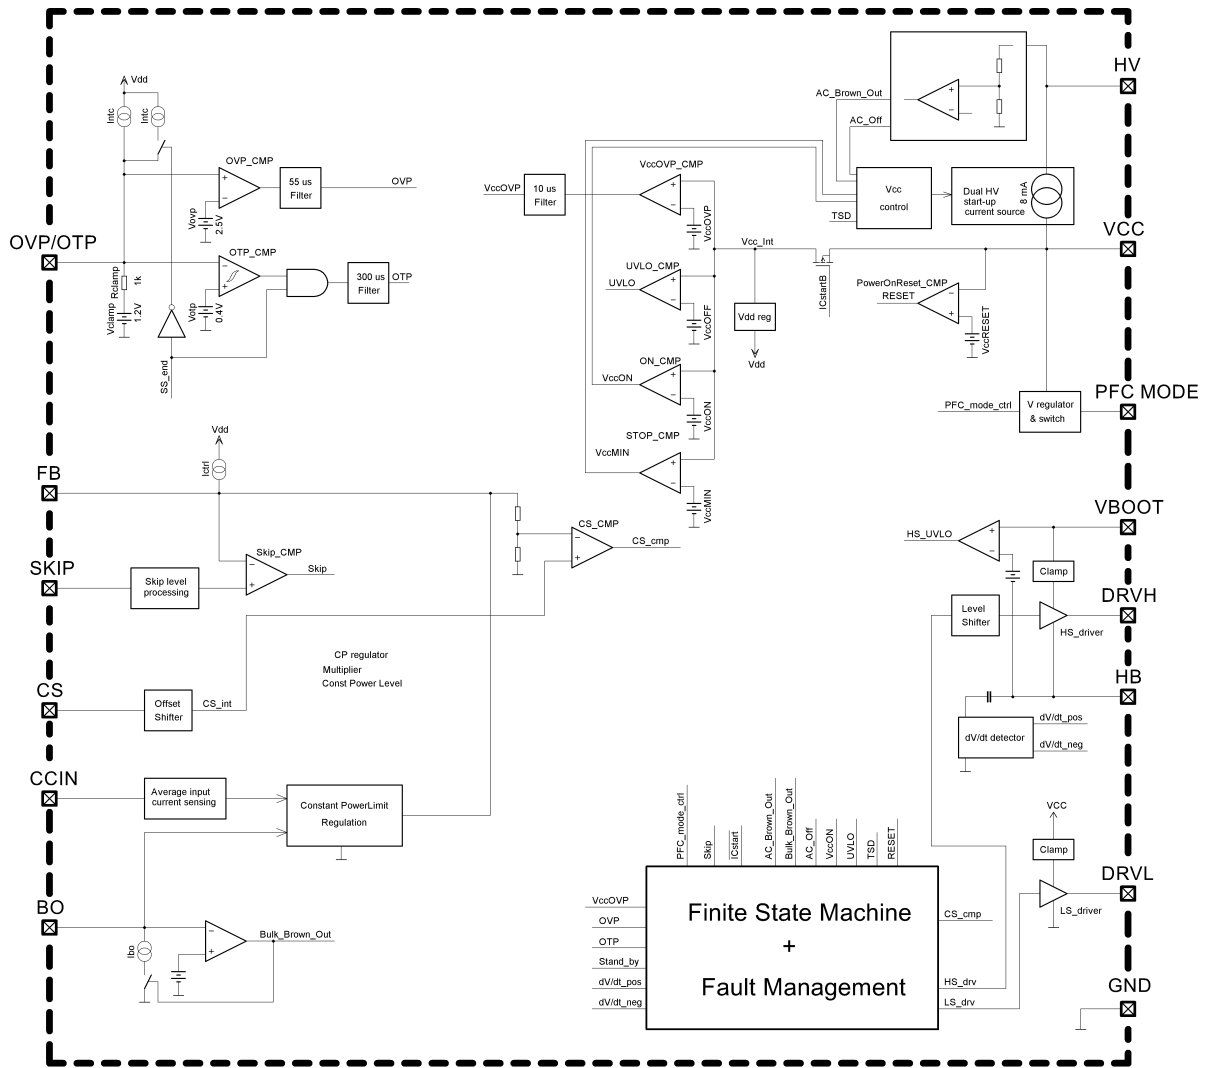 HV
AC_Brown_Out
AC_Off
Vdd
Intc
Intc
OVP_CMP
55 us
Filter
OVP
Vovp
2.5V
OVP/OTP
OTP_CMP
Rclamp
1k
Vclamp
1.2V
Votp
0.4V
300 us
Filter
OTP
SS_end
VccOVP
10 us
Filter
VccOVP_CMP
VccOVP
Vcc
control
TSD
Dual HV
start-up
current source
8 mA
VCC
Vcc_Int
UVLO_CMP
UVLO
VccOFF
Vdd reg
Vdd
ICstartB
PowerOnReset_CMP
RESET
VccRESET
ON_CMP
VccON
VccON
STOP_CMP
VccMIN
VccMIN
PFC MODE
PFC_mode_ctrl
V regulator
& switch
Vdd
Ictrl
FB
Skip_CMP
Skip
SKIP
Skip level
processing
CS_CMP
CS_cmp
VBOOT
HS_UVLO
Clamp
DRVH
Level
Shifter
HS_driver
CP regulator
Multiplier
Const Power Level
CS
Offset
Shifter
CS_int
HB
dV/dt detector
dV/dt_pos
dV/dt_neg
CCIN
Average input
current sensing
Constant PowerLimit
Regulation
BO
Ibo
Bulk_Brown_Out
PFC_mode_ctrl
Skip
ICstart
AC_Brown_Out
Bulk_Brown_Out
AC_Off
VccON
UVLO
TSD
RESET
VccOVP
OVP
OTP
Stand_by
dV/dt_pos
dV/dt_neg
Finite State Machine
+
Fault Management
CS_cmp
HS_drv
LS_drv
VCC
Clamp
DRVL
LS_driver
GND